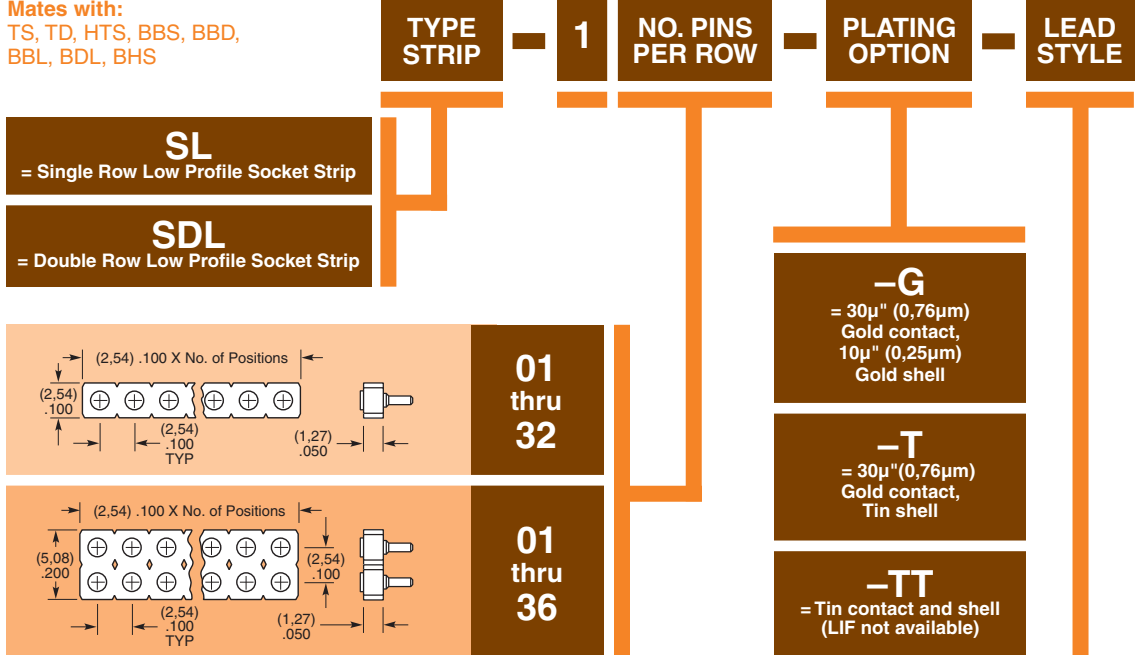 Mates with:
TS, TD, HTS, BBS, BBD,
BBL, BDL, BHS
TYPE
STRIP
1
NO. PINS
PER ROW
PLATING
OPTION
LEAD
STYLE
SL
= Single Row Low Profile Socket Strip
SDL
= Double Row Low Profile Socket Strip
(2,54) .100 X No. of Positions
(2,54)
.100
(2,54)
.100
TYP
(1,27)
.050
01
thru
32
(2,54) .100 X No. of Positions
(5,08)
.200
(2,54)
.100
(2,54)
.100
TYP
(1,27)
.050
01
thru
36
–G
= 30µ" (0,76µm)
Gold contact,
10µ" (0,25µm)
Gold shell
–T
= 30µ"(0,76µm)
Gold contact,
Tin shell
–TT
= Tin contact and shell
(LIF not available)